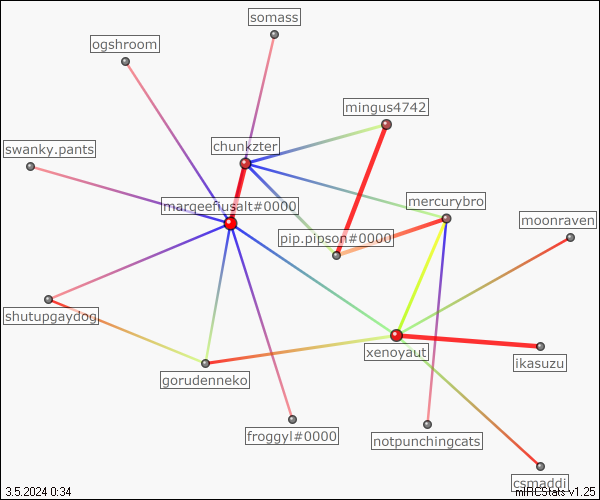 somass
ogshroom
mingus4742
chunkzter
swanky.pants
marqeefiusalt#0000
mercurybro
moonraven
pip.pipson#0000
shutupgaydog
xenoyaut
ikasuzu
gorudenneko
froggyl#0000
notpunchingcats
csmaddi
3.5.2024 0:34
mIRCStats v1.25